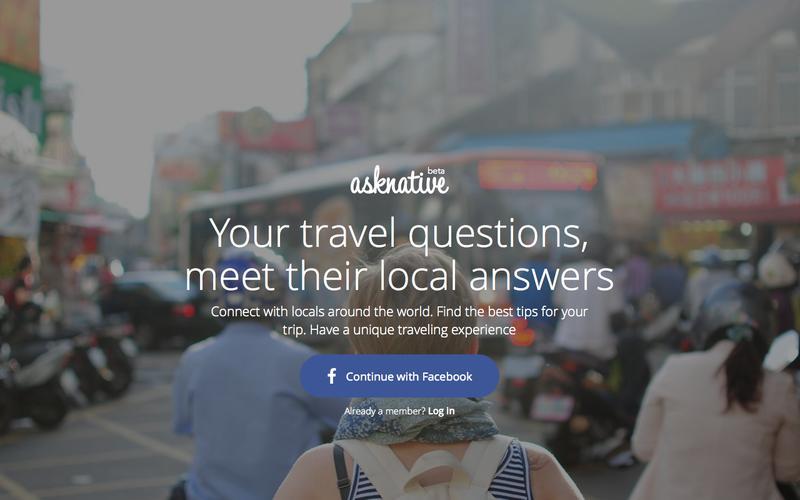 beta
asknative
Your travel questions,
meet their local answers
Connect with locals around the world. Find the best tips for your
trip. Have a unique traveling experience
Continue with Facebook
Already a member? Log In